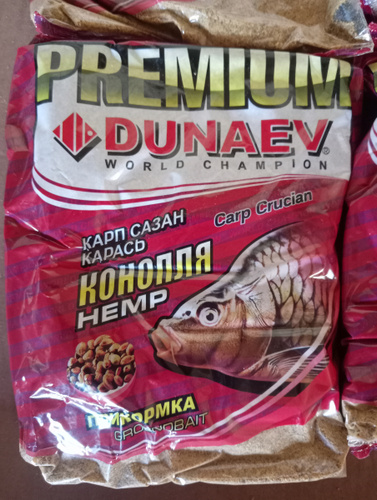 PREMIUM
DUNAEV®
WORLD CHAMPION
Carp Crucian
КАРП САЗАН
КАРАСЬ
КОНОПЛЯ
HEMP
ПРИКОРМКА
GROUNDBAIT